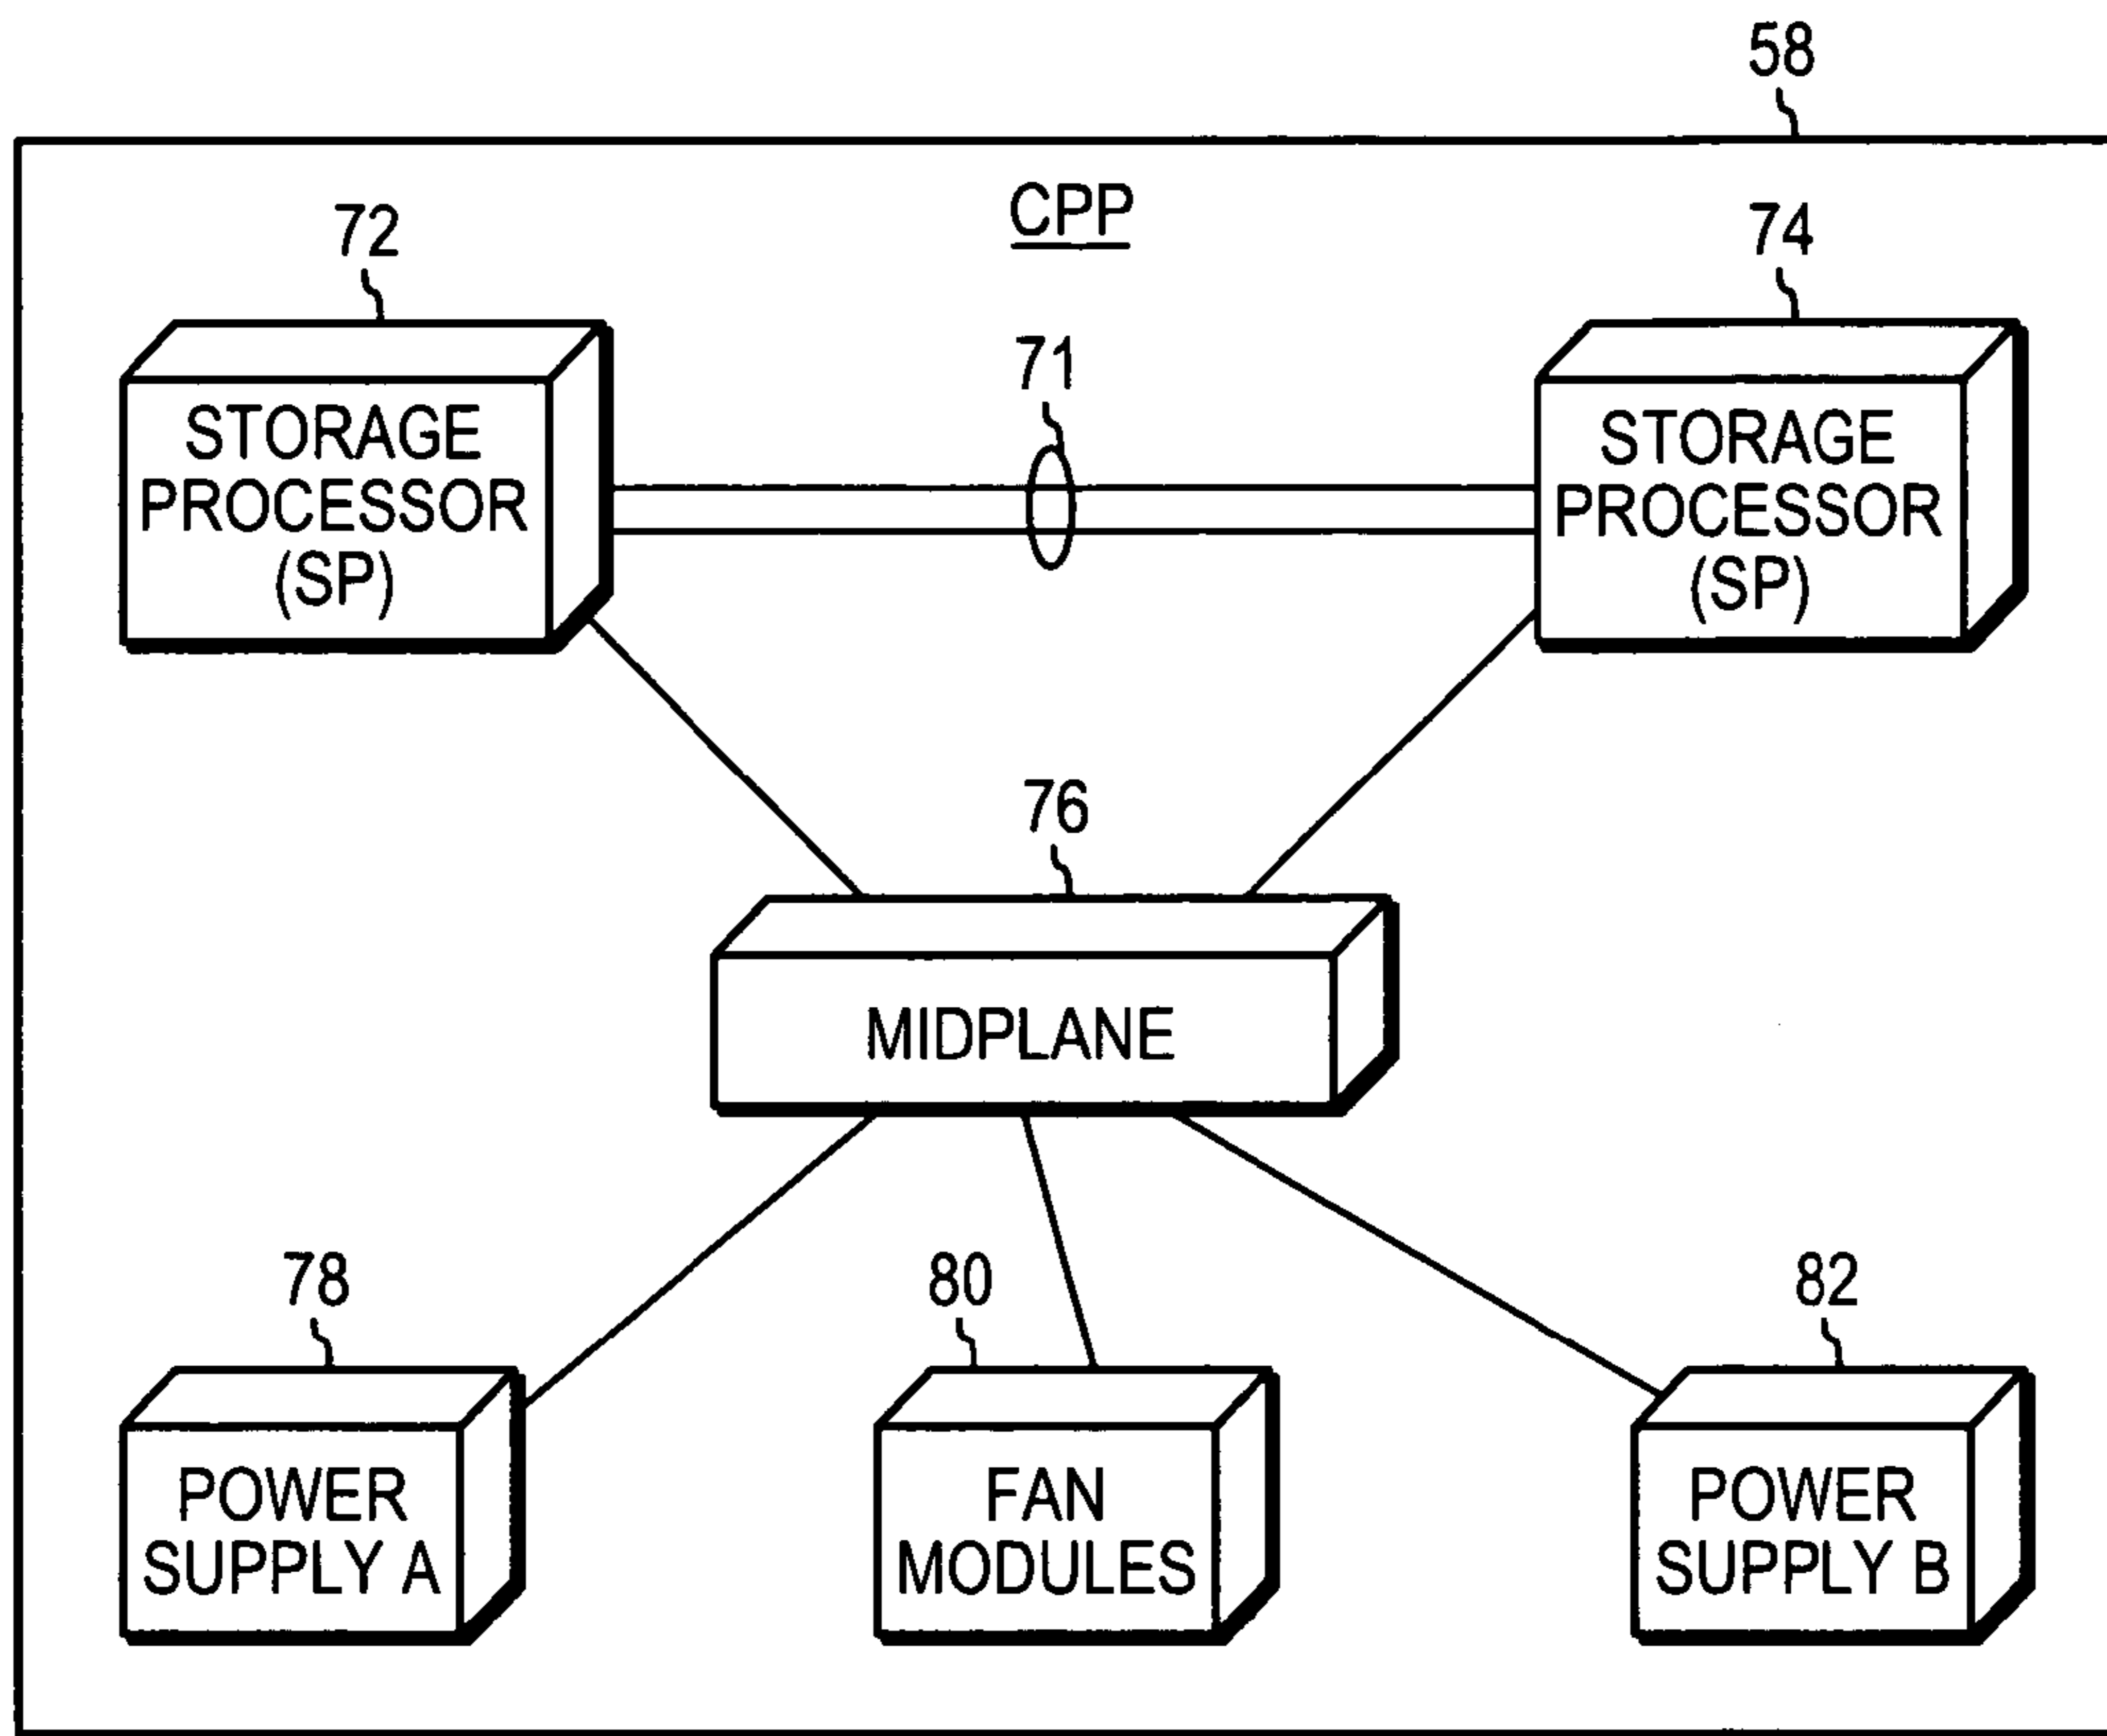 58
CPP
72
74
71
STORAGE
PROCESSOR
(SP)
STORAGE
PROCESSOR
(SP)
76
MIDPLANE
78
80
82
POWER
SUPPLY A
FAN
MODULES
POWER
SUPPLY B